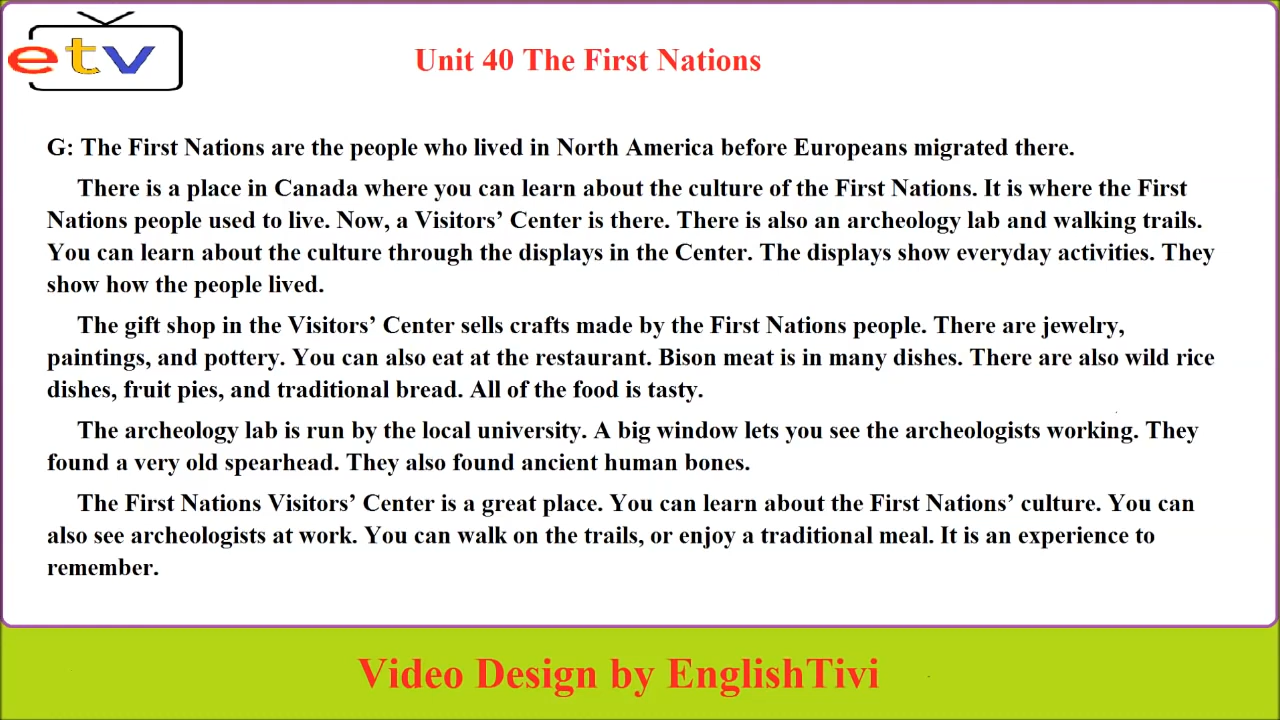 etv
Unit 40 The First Nations
G: The First Nations are the people who lived in North America before Europeans migrated there.
There is a place in Canada where you can learn about the culture of the First Nations. It is where the First
Nations people used to live. Now, a Visitors’ Center is there. There is also an archeology lab and walking trails.
You can learn about the culture through the displays in the Center. The displays show everyday activities. They
show how the people lived.
The gift shop in the Visitors’ Center sells crafts made by the First Nations people. There are jewelry,
paintings, and pottery. You can also eat at the restaurant. Bison meat is in many dishes. There are also wild rice
dishes, fruit pies, and traditional bread. All of the food is tasty.
The archeology lab is run by the local university. A big window lets you see the archeologists working. They
found a very old spearhead. They also found ancient human bones.
The First Nations Visitors’ Center is a great place. You can learn about the First Nations’ culture. You can
also see archeologists at work. You can walk on the trails, or enjoy a traditional meal. It is an experience to
remember.
Video Design by EnglishTivi